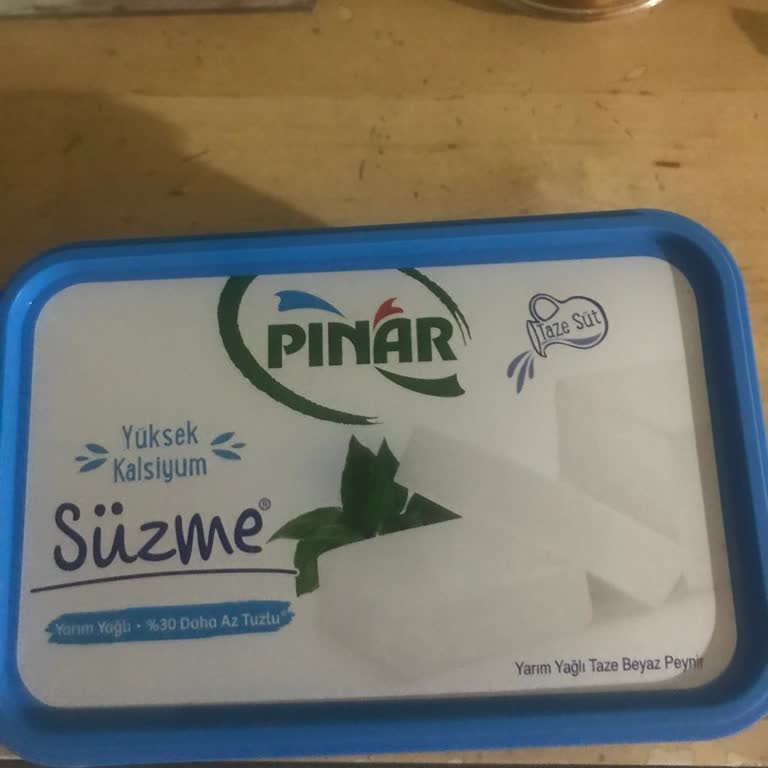 PINAR
Taze Süt
Yüksek
Kalsiyum
Süzme®
Yarım Yağlı • %30 Daha Az Tuzlu*
Yarım Yağlı Taze Beyaz Peynir